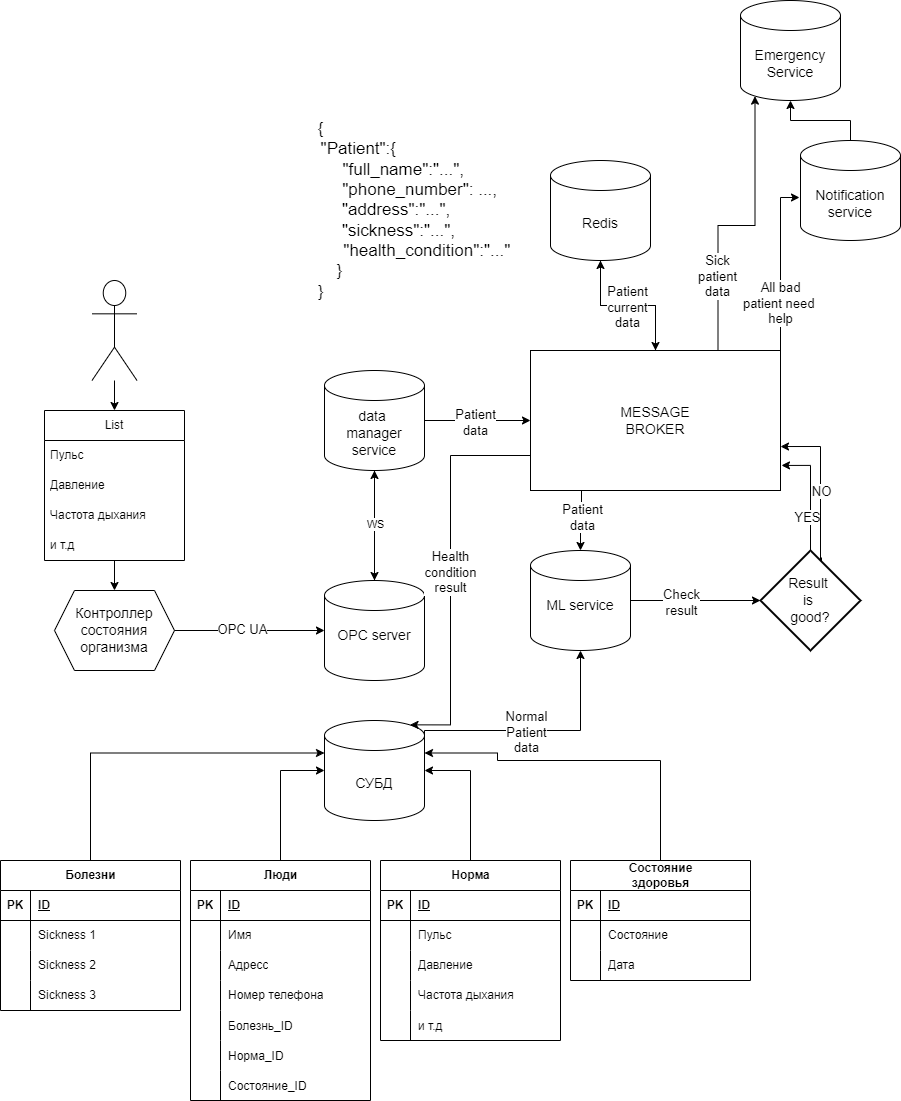 Emergency
Service
{
"Patient":{
"full_name":"...",
"phone_number": ...,
"address":"...",
"sickness":"...",
"health_condition":"..."
}
}
Redis
Notification
service
Sick
patient
data
All bad
patient need
help
Patient
current
data
List
Пульс
Давление
Частота дыхания
и т.д
data
manager
service
Patient
data
MESSAGE
BROKER
NO
YES
Patient
data
ws
Health
condition
result
Контроллер
состояния
организма
OPC UA
OPC server
ML service
Check
result
Result
is
good?
Normal
Patient
data
СУБД
Болезни
PK ID
Sickness 1
Sickness 2
Sickness 3
Люди
PK ID
Имя
Адресс
Номер телефона
Болезнь_ID
Норма_ID
Состояние_ID
Норма
PK ID
Пульс
Давление
Частота дыхания
и т.д
Состояние
здоровья
PK ID
Состояние
Дата